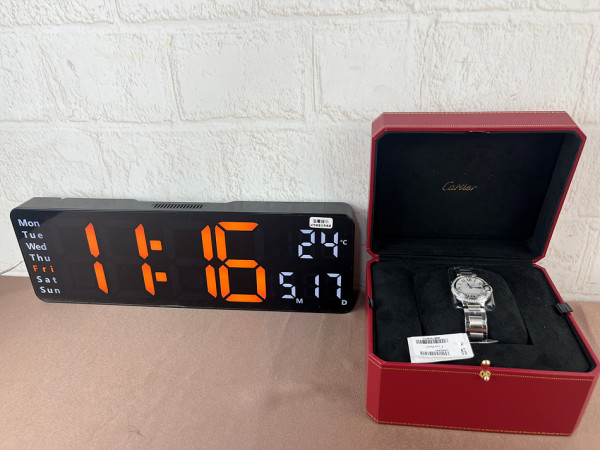 Mon
Tue
Wed
Thu
Fri
Sat
Sun
11:16
24°C
5 M 17 D
Cartier